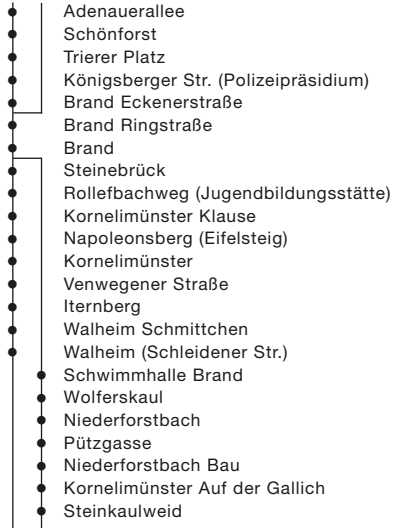 Adenauerallee
Schönforst
Trierer Platz
Königsberger Str. (Polizeipräsidium)
Brand Eckenerstraße
Brand Ringstraße
Brand
Steinebrück
Rollefbachweg (Jugendbildungsstätte)
Kornelimünster Klause
Napoleonsberg (Eifelsteig)
Kornelimünster
Venwegener Straße
Iternberg
Walheim Schmittchen
Walheim (Schleidener Str.)
Schwimmhalle Brand
Wolferskaul
Niederforstbach
Pützgasse
Niederforstbach Bau
Kornelimünster Auf der Gallich
Steinkaulweid